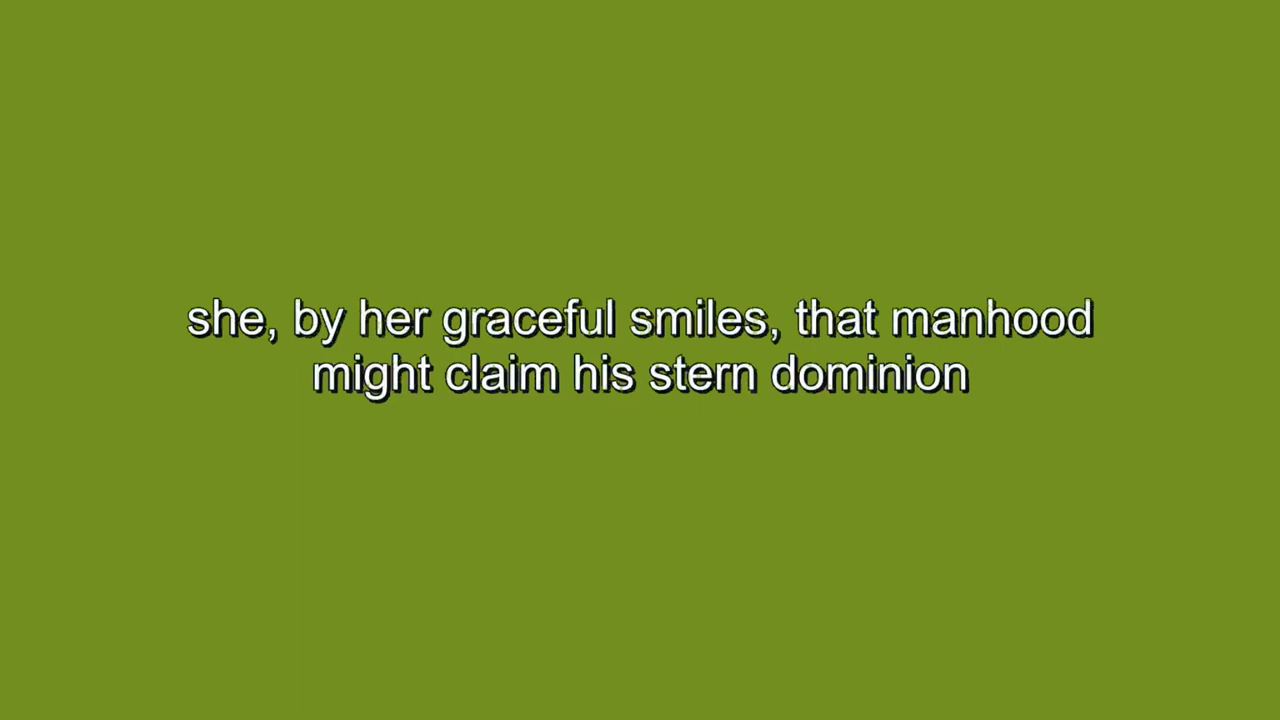 she, by her graceful smiles, that manhood
might claim his stern dominion